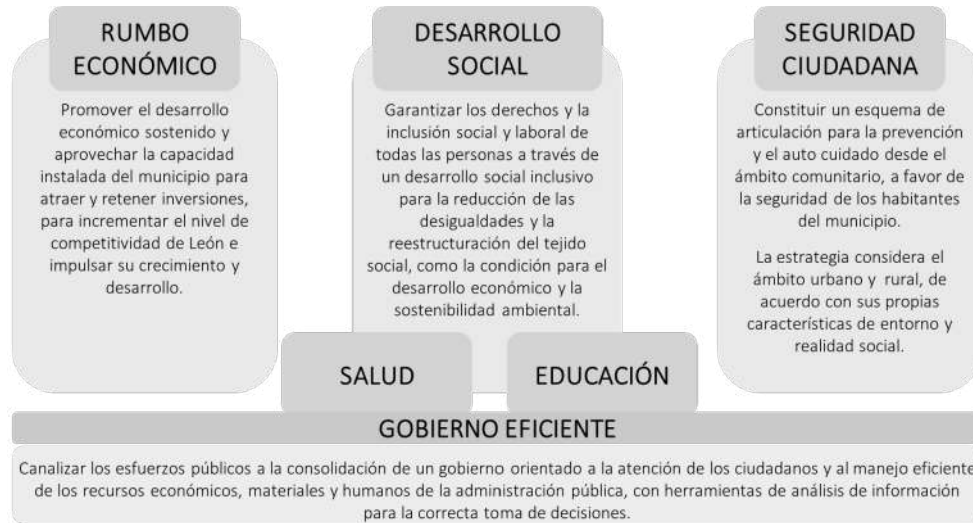 RUMBO
ECONÓMICO
Promover el desarrollo
económico sostenido y
aprovechar la capacidad
instalada del municipio para
atraer y retener inversiones,
para incrementar el nivel de
competitividad de León e
impulsar su crecimiento y
desarrollo.
DESARROLLO
SOCIAL
Garantizar los derechos y la
inclusión social y laboral de
todas las personas a través de
un desarrollo social inclusivo
para la reducción de las
desigualdades y la
reestructuración del tejido
social, como la condición para el
desarrollo económico y la
sostenibilidad ambiental.
SEGURIDAD
CIUDADANA
Constituir un esquema de
articulación para la prevención
y el auto cuidado desde el
ámbito comunitario, a favor de
la seguridad de los habitantes
del municipio.
La estrategia considera el
ámbito urbano y rural, de
acuerdo con sus propias
características de entorno y
realidad social.
SALUD
EDUCACIÓN
GOBIERNO EFICIENTE
Canalizar los esfuerzos públicos a la consolidación de un gobierno orientado a la atención de los ciudadanos y al manejo eficiente
de los recursos económicos, materiales y humanos de la administración pública, con herramientas de análisis de información
para la correcta toma de decisiones.